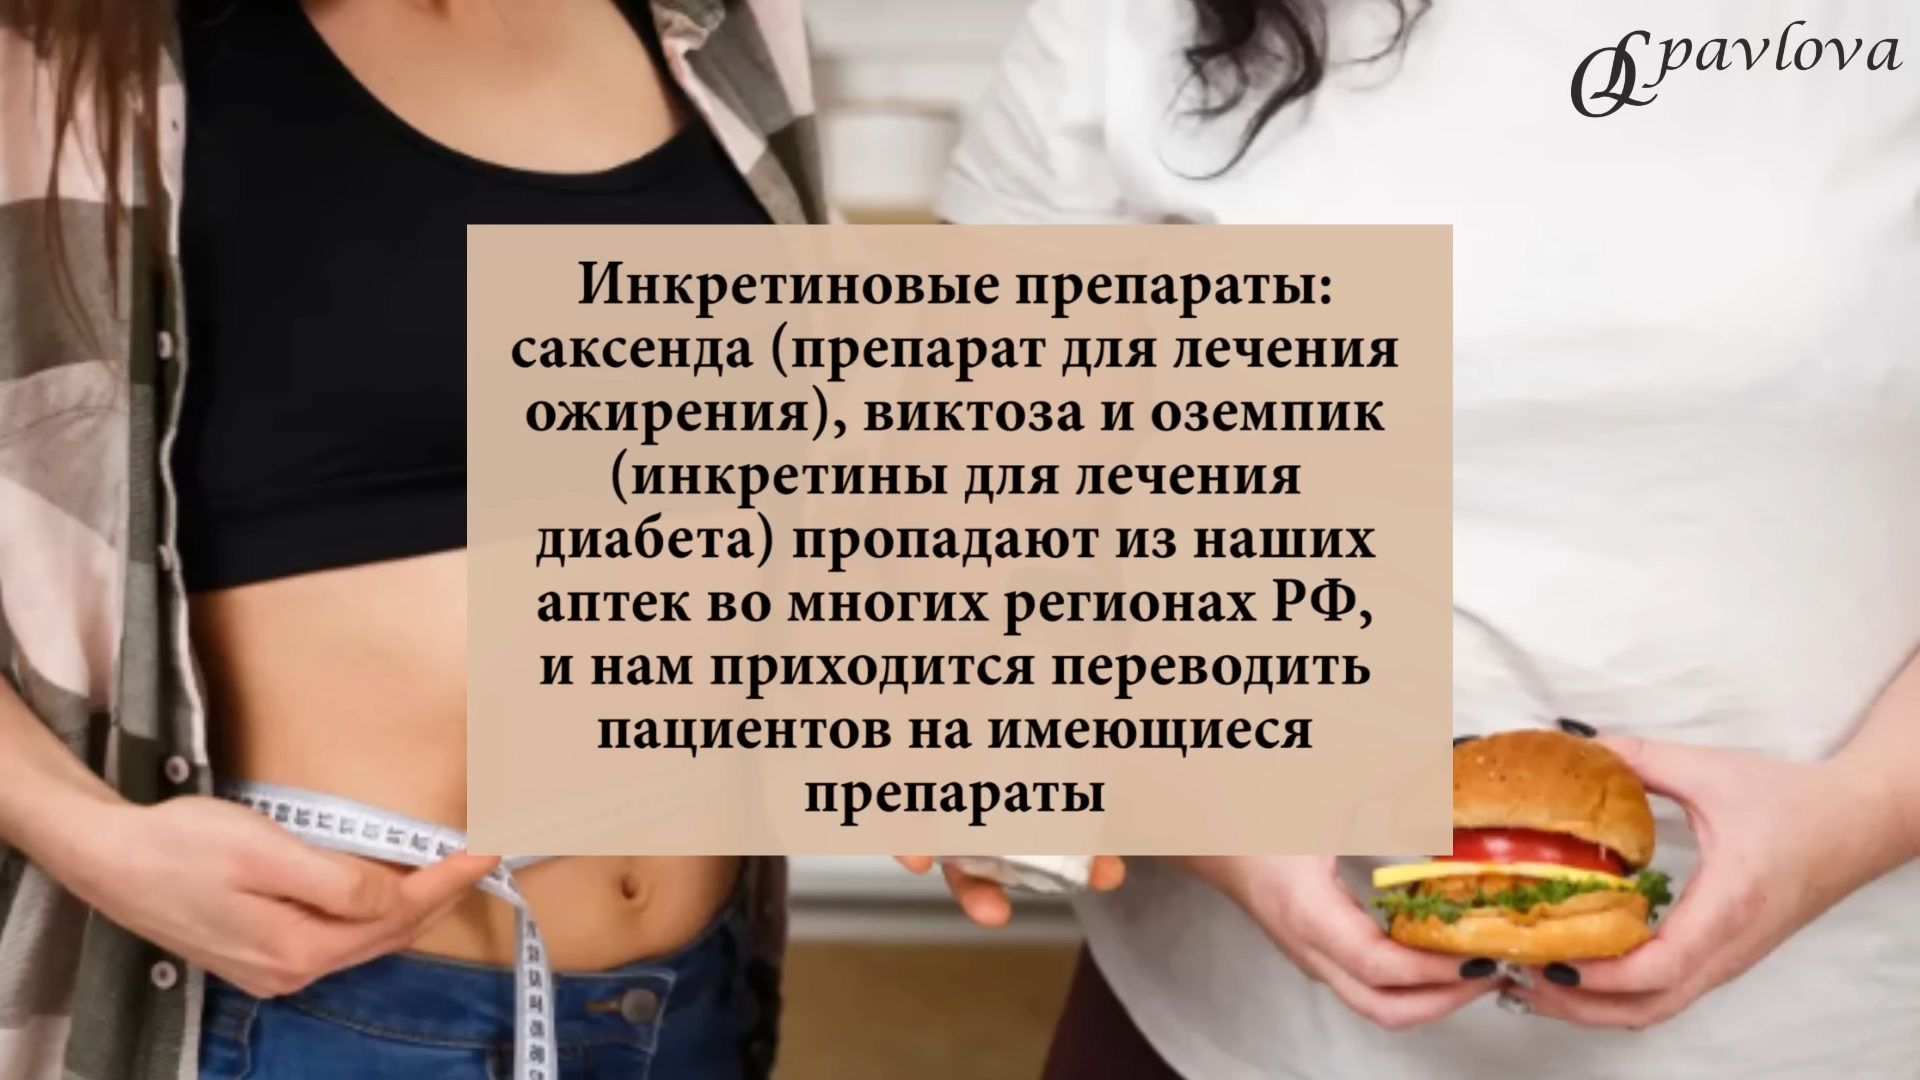 pavlova
Инкретиновые препараты:
саксенда (препарат для лечения
ожирения), виктоза и оземпик
(инкретины для лечения
диабета) пропадают из наших
аптек во многих регионах РФ,
и нам приходится переводить
пациентов на имеющиеся
препараты